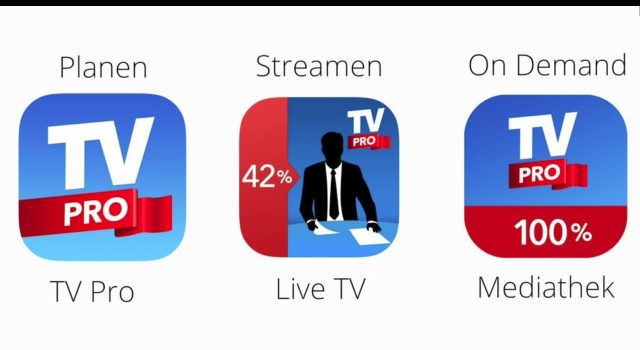 Planen
Streamen
On Demand
TV
PRO
42%
TV
PRO
TV
PRO
100%
TV Pro
Live TV
Mediathek